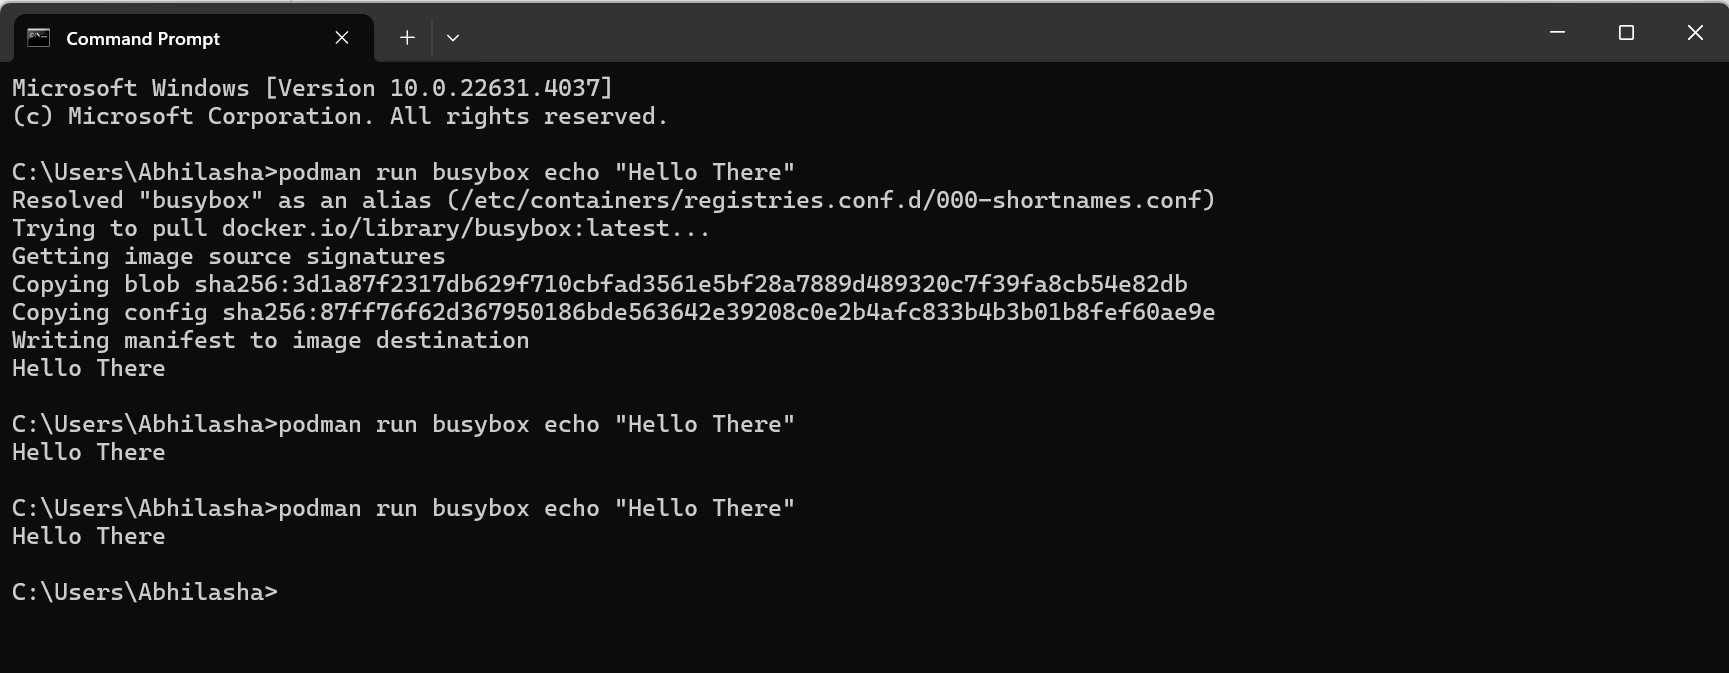 Command Prompt
Microsoft Windows [Version 10.0.22631.4037]
(c) Microsoft Corporation. All rights reserved.
C:\Users\Abhilasha>podman run busybox echo "Hello There"
Resolved "busybox" as an alias (/etc/containers/registries.conf.d/000-shortnames.conf)
Trying to pull docker.io/library/busybox:latest...
Getting image source signatures
Copying blob sha256:3d1a87f2317db629f710cbfad3561e5bf28a7889d489320c7f39fa8cb54e82db
Copying config sha256:87ff76f62d367950186bde563642e39208c0e2b4afc833b4b3b01b8fef60ae9e
Writing manifest to image destination
Hello There
C:\Users\Abhilasha>podman run busybox echo "Hello There"
Hello There
C:\Users\Abhilasha>podman run busybox echo "Hello There"
Hello There
C:\Users\Abhilasha>